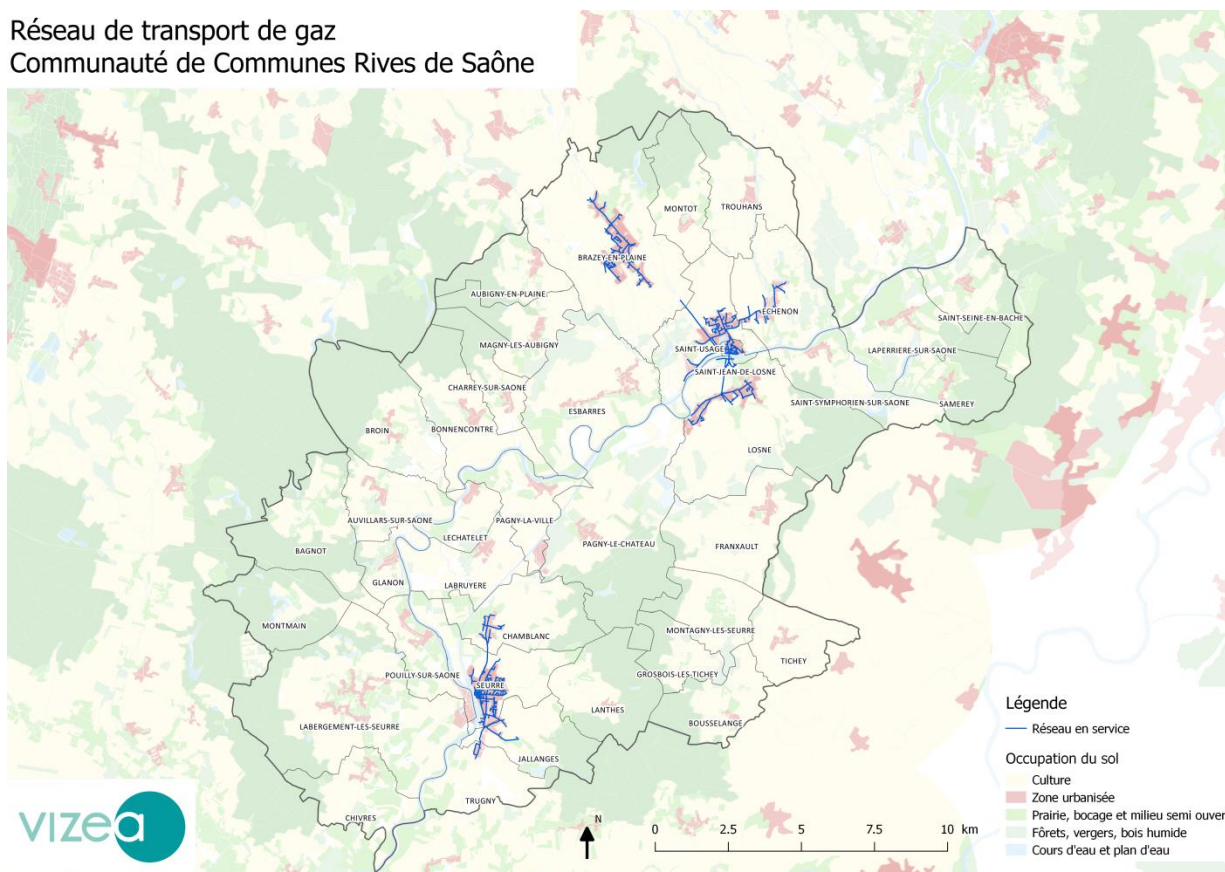 Réseau de transport de gaz
Communauté de Communes Rives de Saône
MONTOT
TROUHANS
BRAZEY-EN-PLAINE
AUBIGNY-EN-PLAINE
ECHENON
SAINT-SEINE-EN-BACHE
MAGNY-LES-AUBIGNY
SAINT-USAGE
LAPERRIERE-SUR-SAONE
SAINT-JEAN-DE-LOSNE
CHARREY-SUR-SAONE
SAINT-SYMPHORIEN-SUR-SAONE
SAMEREY
ESBARRES
BROIN
BONNENCONTRE
LOSNE
AUVILLARS-SUR-SAONE
PAGNY-LA-VILLE
LECHATELET
PAGNY-LE-CHATEAU
FRANXAULT
BAGNOT
GLANON
LABRUYERE
MONTMAIN
CHAMBLANC
MONTAGNY-LES-SEURRE
TICHEY
POUILLY-SUR-SAONE
GROSBOIS-LES-TICHEY
SEURRE
LANTHES
BOUSSELANGE
LABERGEMENT-LES-SEURRE
JALLANGES
TRUGNY
CHIVRES
Légende
Réseau en service
Occupation du sol
Culture
Zone urbanisée
Prairie, bocage et milieu semi ouver
Fôrets, vergers, bois humide
Cours d'eau et plan d'eau
N
0 2.5 5 7.5 10 km
vizea